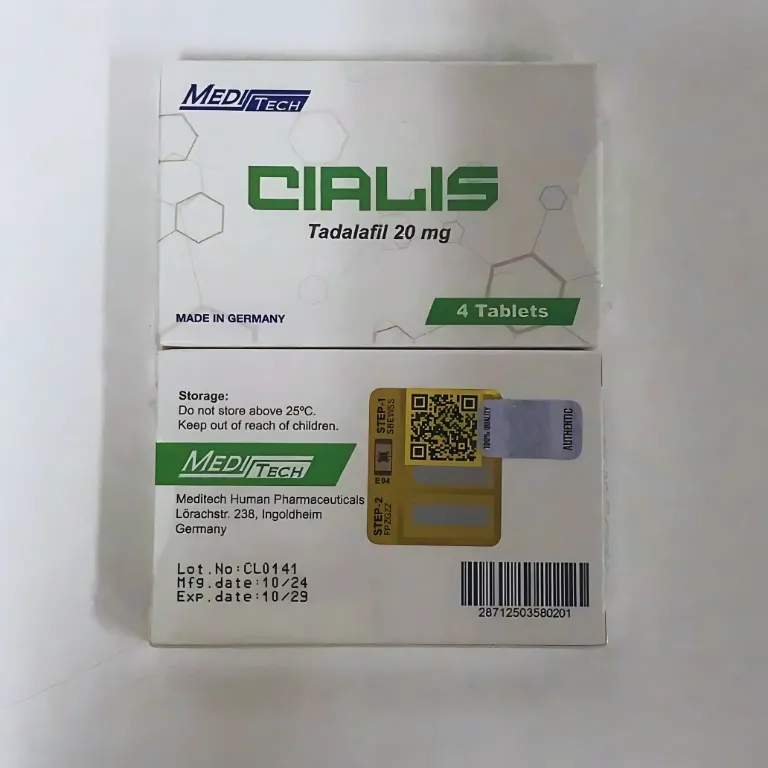 MEDITECH
CIALIS
Tadalafil 20 mg
MADE IN GERMANY
4 Tablets
Storage:
Do not store above 25ºC.
Keep out of reach of children.
MEDITECH
Meditech Human Pharmaceuticals
Lörachstr. 238, Ingoldheim
Germany
Lot.No:CL0141
Mfg.date:10/24
Exp.date:10/29
STEP-1
E94
STEP-2
FPZGZZ
100% QUALITY
AUTHENTIC
28712503580201